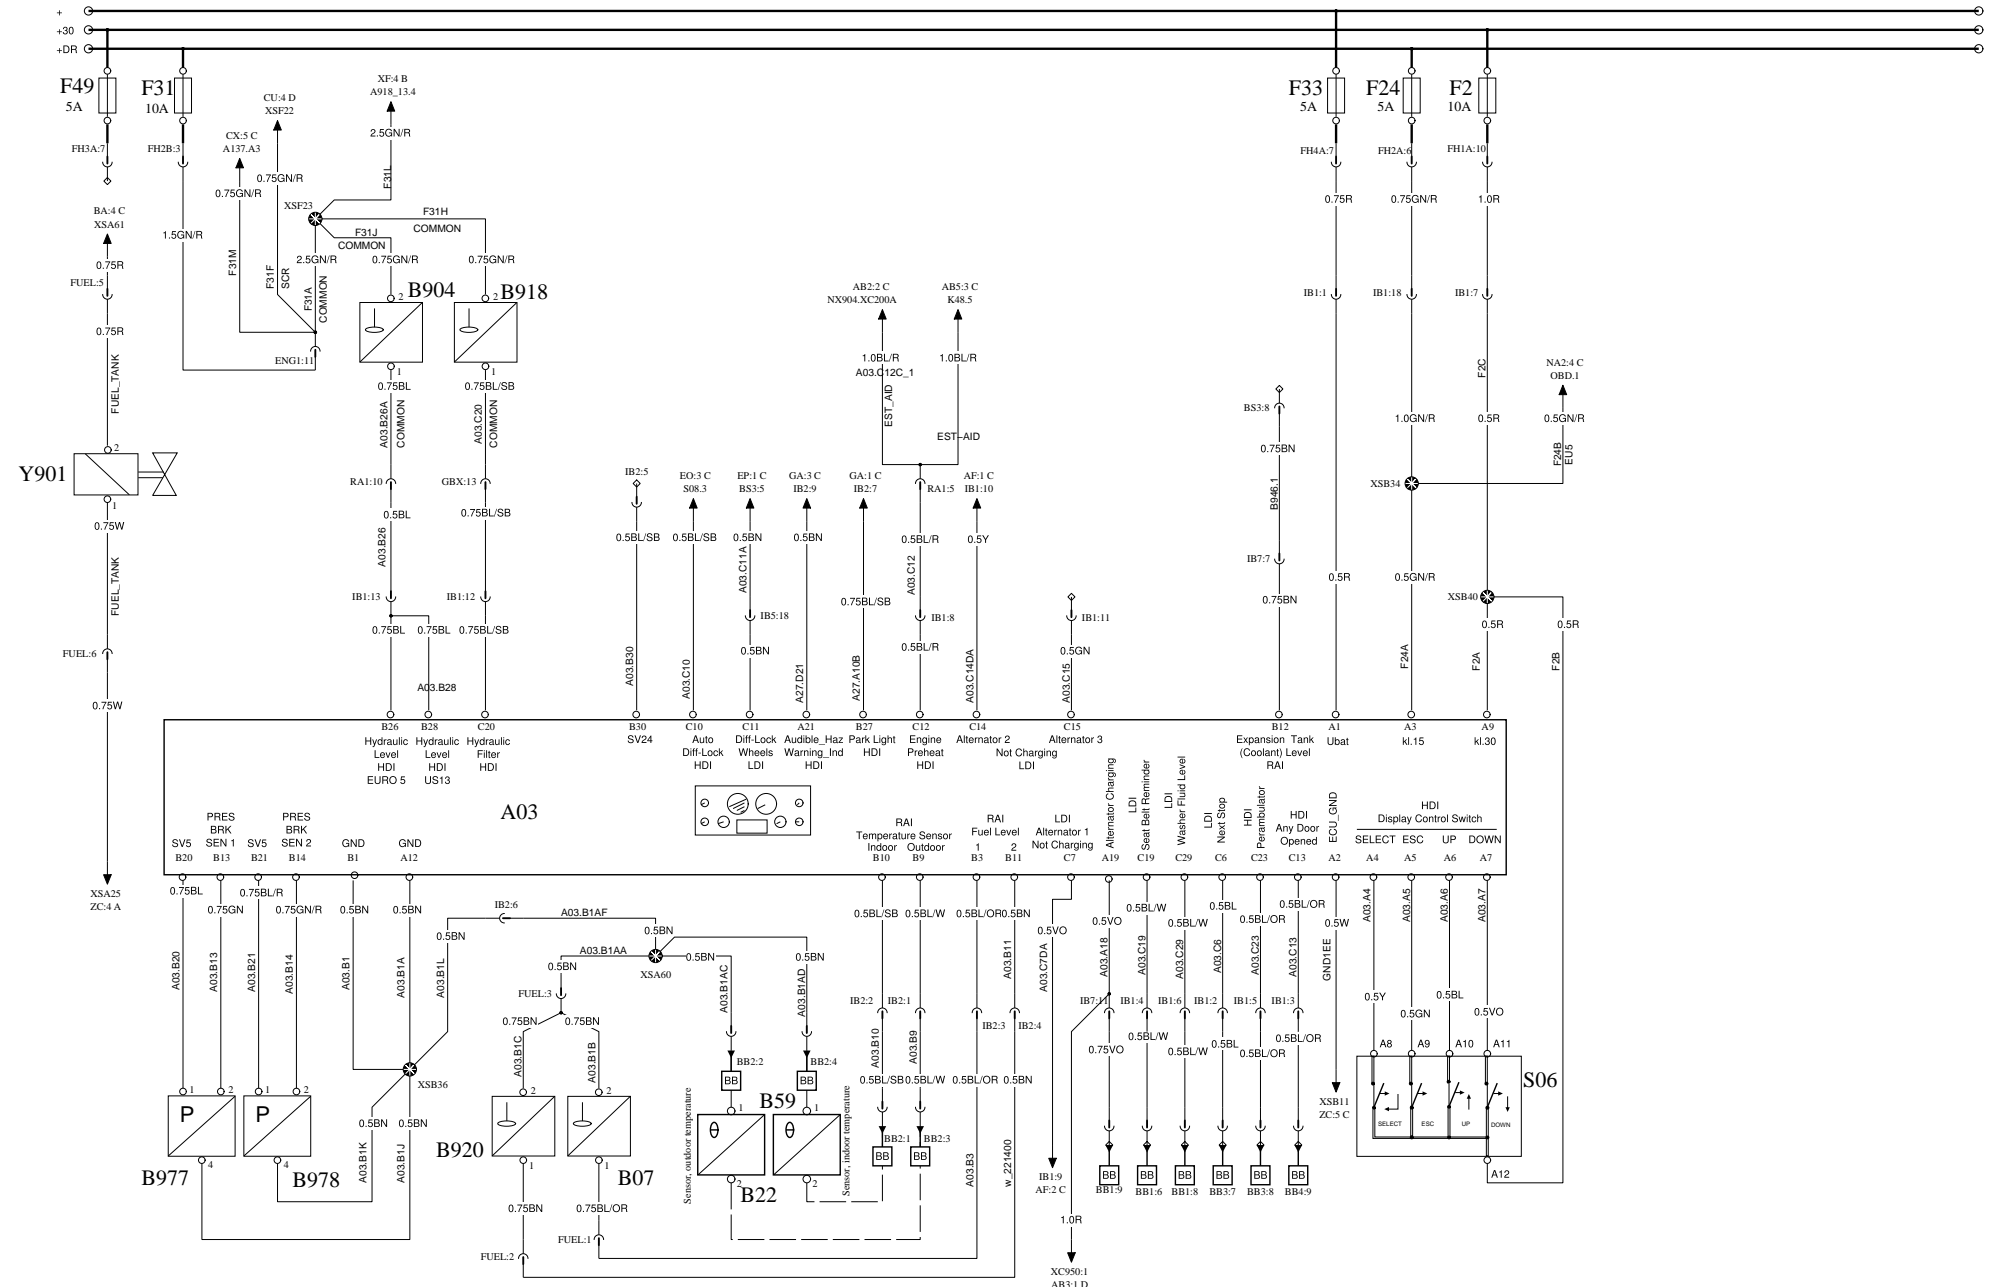 +
+30
+DR
F49
5A
FH3A:7
F31
10A
FH2B:3
CU:4 D
XSF22
CX:5 C
A137.A3
XF:4 B
A918_13.4
2.5GN/R
F31L
0.75GN/R
0.75GN/R
XSF23
1.5GN/R
F31M
F31F
SCR
2.5GN/R
F31A
COMMON
ENG1:11
F31H
COMMON
F31J
COMMON
0.75GN/R
0.75GN/R
BA:4 C
XSA61
0.75R
FUEL:5
0.75R
FUEL_TANK
Y901
2
1
0.75W
FUEL_TANK
FUEL:6
0.75W
XSA25
ZC:4 A
B904
2
1
B918
2
1
0.75BL
A03.B26A
COMMON
RA1:10
0.5BL
A03.B26
IB1:13
0.75BL
0.75BL
A03.B28
0.75BL/SB
A03.C20
COMMON
GBX:13
0.75BL/SB
IB1:12
0.75BL/SB
IB2:5
0.5BL/SB
A03.B30
EO:3 C
S08.3
0.5BL/SB
A03.C10
EP:1 C
BS3:5
0.5BN
A03.C11A
IB5:18
0.5BN
GA:3 C
IB2:9
0.5BN
A27.D21
GA:1 C
IB2:7
0.75BL/SB
A27.A10B
AB2:2 C
NX904.XC200A
1.0BL/R
A03.C12C_1
EST_AID
AB5:3 C
K48.5
1.0BL/R
EST-AID
RA1:5
0.5BL/R
A03.C12
IB1:8
0.5BL/R
AF:1 C
IB1:10
0.5Y
A03.C14DA
IB1:11
0.5GN
A03.C15
BS3:8
0.75BN
B946.1
IB7:7
0.75BN
F33
5A
FH4A:7
0.75R
IB1:1
0.5R
F24
5A
FH2A:6
0.75GN/R
IB1:18
1.0GN/R
XSB34
0.5GN/R
F24A
F2
10A
FH1A:10
1.0R
IB1:7
F2C
0.5R
XSB40
0.5R
F2A
0.5R
F2B
NA2:4 C
OBD.1
0.5GN/R
F24B
EU5
B26
Hydraulic
Level
HDI
EURO 5
B28
Hydraulic
Level
HDI
US13
C20
Hydraulic
Filter
HDI
B30
SV24
C10
Auto
Diff-Lock
HDI
C11
Diff-Lock
Wheels
LDI
A21
Audible_Haz
Warning_Ind
HDI
B27
Park Light
HDI
C12
Engine
Preheat
HDI
C14
Alternator 2
C15
Alternator 3
Not Charging
LDI
B12
Expansion Tank
(Coolant) Level
RAI
A1
Ubat
A3
kl.15
A9
kl.30
A03
SV5
B20
PRES
BRK
SEN 1
B13
SV5
B21
PRES
BRK
SEN 2
B14
GND
B1
GND
A12
RAI
Temperature Sensor
Indoor
Outdoor
B10
B9
RAI
Fuel Level
1
2
B3
B11
LDI
Alternator 1
Not Charging
C7
Alternator Charging
A19
LDI
Seat Belt Reminder
C19
LDI
Washer Fluid Level
C29
LDI
Next Stop
C6
HDI
Perambulator
C23
HDI
Any Door
Opened
C13
ECU_GND
A2
HDI
Display Control Switch
SELECT
ESC
UP
DOWN
A4
A5
A6
A7
0.75BL
A03.B20
0.75GN
A03.B13
0.75BL/R
A03.B21
0.75GN/R
A03.B14
0.5BN
A03.B1
0.5BN
A03.B1A
0.5BN
A03.B1L
IB2:6
A03.B1AF
0.5BN
A03.B1AA
0.5BN
XSA60
0.5BN
A03.B1AC
0.5BN
A03.B1AD
FUEL:3
0.75BN
0.75BN
A03.B1C
A03.B1B
XSB36
0.5BN
0.5BN
A03.B1K
A03.B1J
P
1
2
4
B977
P
1
2
4
B978
B920
2
1
0.75BN
FUEL:2
B07
2
1
0.75BL/OR
FUEL:1
BB2:2
BB
1
θ
2
B22
Sensor, outdoor temperature
BB2:4
BB
B59
1
θ
2
Sensor, indoor temperature
0.5BL/SB
IB2:2
A03.B10
0.5BL/SB
BB2:1
BB
0.5BL/W
IB2:1
A03.B9
0.5BL/W
BB2:3
BB
0.5BL/OR
IB2:3
0.5BL/OR
A03.B3
0.5BN
A03.B11
IB2:4
0.5BN
w_221400
0.5VO
A03.C7DA
IB1:9
AF:2 C
0.5VO
A03.A18
IB7:11
0.75VO
BB
BB1:9
1.0R
XC950:1
AB3:1 D
0.5BL/W
A03.C19
IB1:4
0.5BL/W
BB
BB1:6
0.5BL/W
A03.C29
IB1:6
0.5BL/W
BB
BB1:8
0.5BL
A03.C6
IB1:2
0.5BL
BB
BB3:7
0.5BL/OR
A03.C23
IB1:5
0.5BL/OR
BB
BB3:8
0.5BL/OR
A03.C13
IB1:3
0.5BL/OR
BB
BB4:9
0.5W
GND1EE
XSB11
ZC:5 C
A03.A4
0.5Y
A8
A03.A5
0.5GN
A9
A03.A6
0.5BL
A10
A03.A7
0.5VO
A11
S06
SELECT
ESC
UP
DOWN
A12